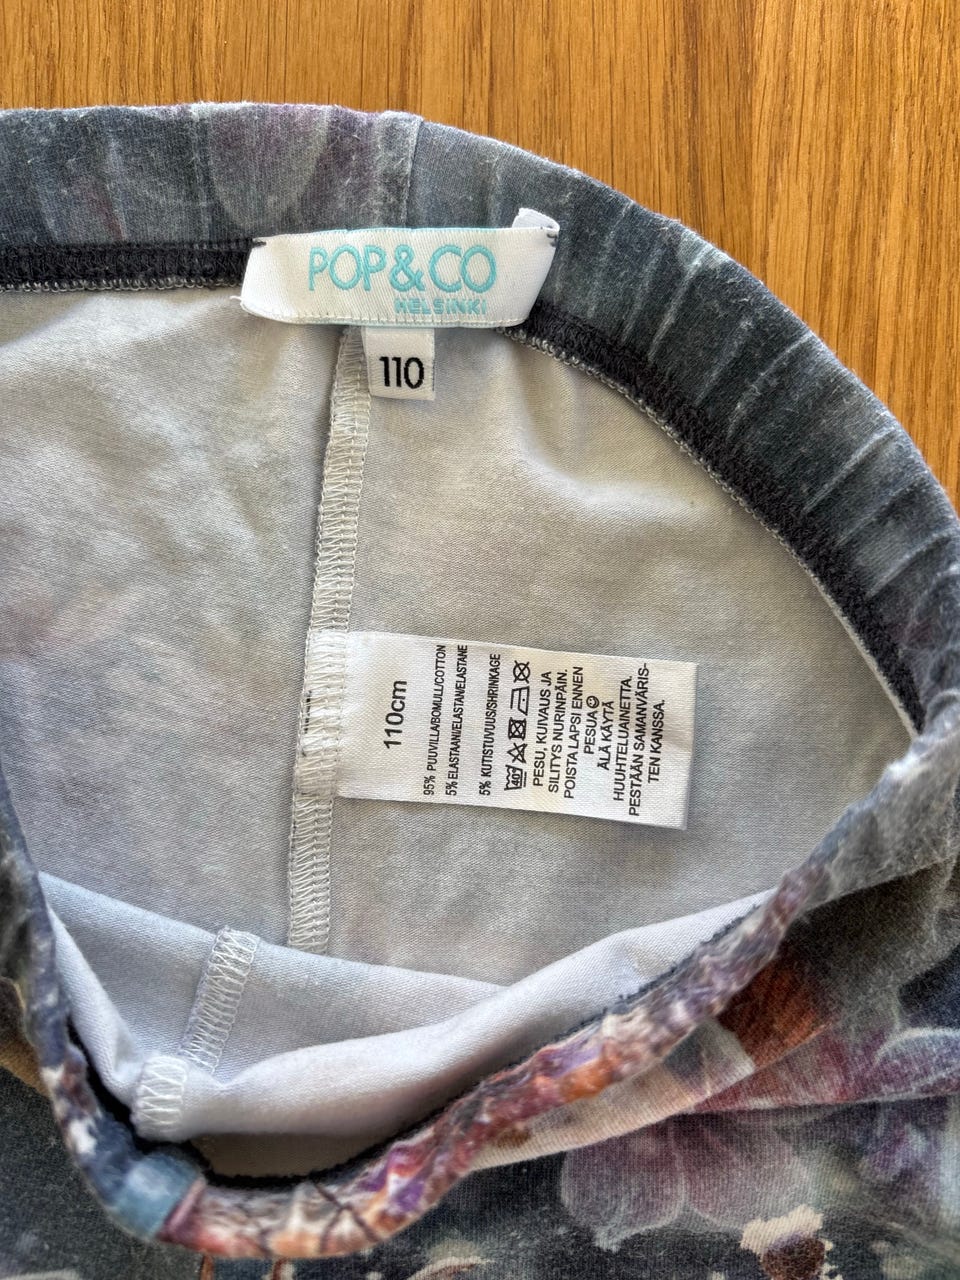 POP&CO
HELSINKI
110
110cm
95% PUUVILLA/BOMULL/COTTON
5% ELASTAANI/ELASTAN/ELASTANE
5% KUTISTUVUUS/SHRINKAGE
40
PESU, KUIVAUS JA
SILITYS NURINPÄIN.
POISTA LAPSI ENNEN
PESUA☺
ÄLÄ KÄYTÄ
HUUHTELUAINETTA.
PESTÄÄN SAMANVÄRIS-
TEN KANSSA.